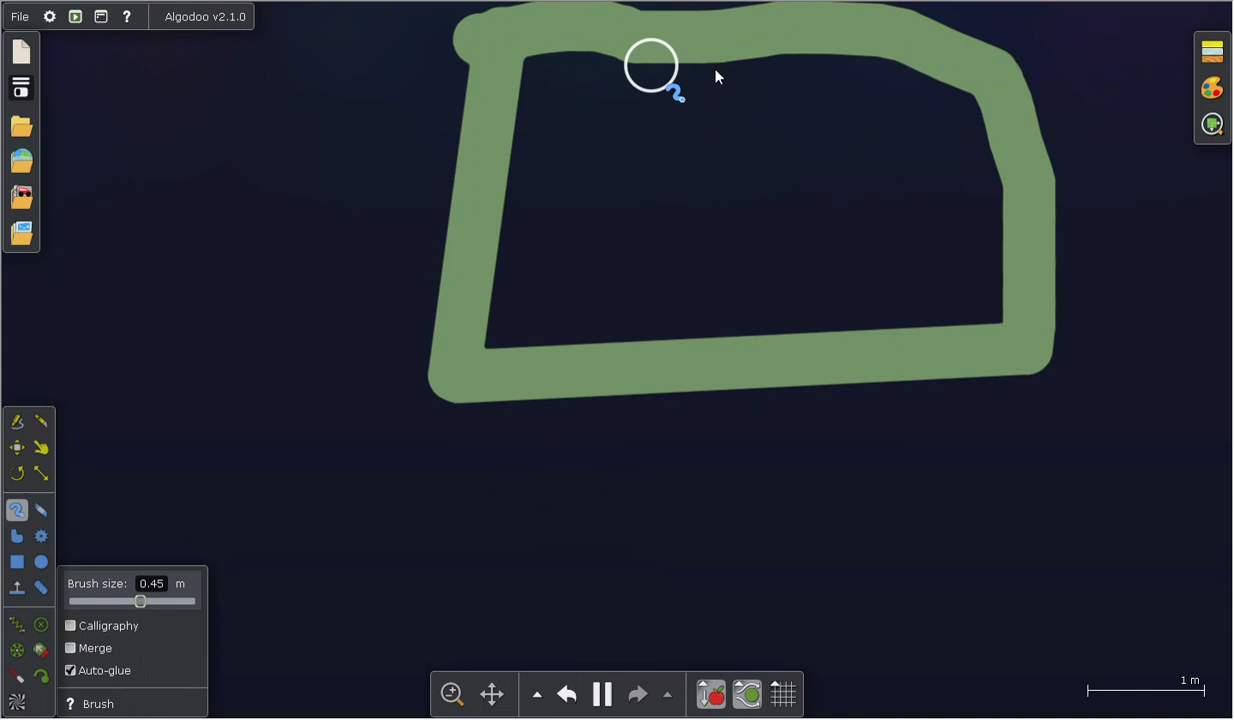 File ? Algodoo v2.1.0
Brush size: 0.45 m
Calligraphy
Merge
Auto-glue
? Brush
1 m